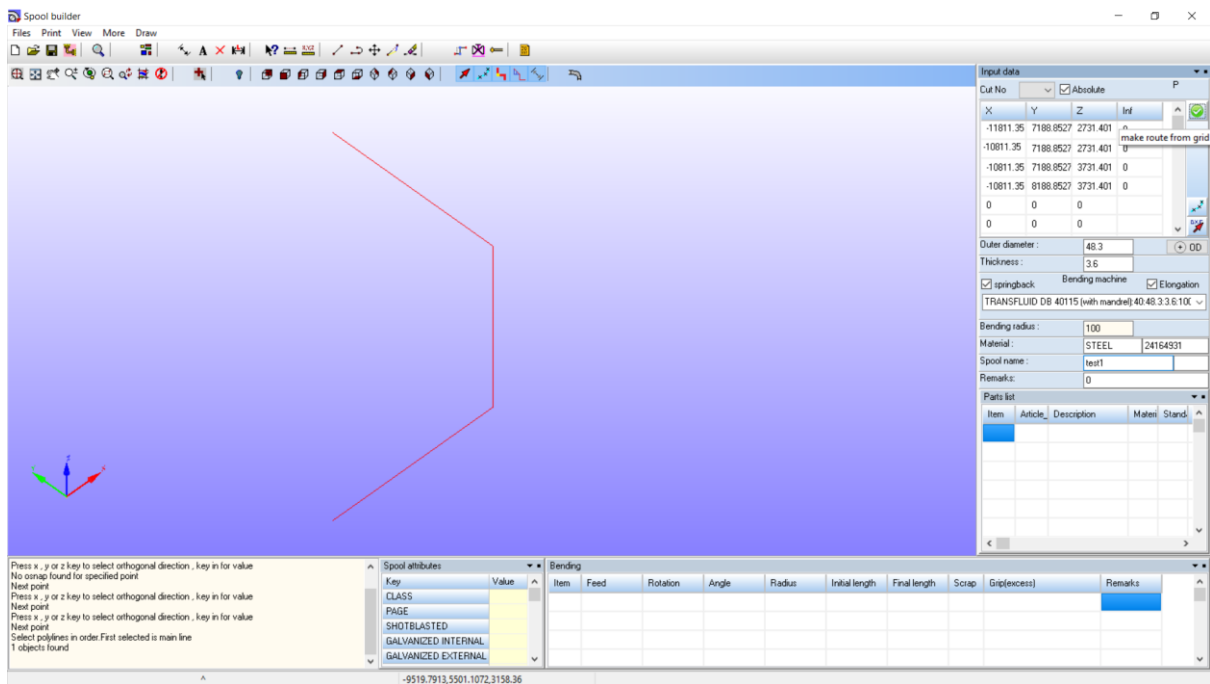 Spool builder
Files Print View More Draw
Input data
Cut No Absolute P
X Y Z Inf
-11811.35 7188.8527 2731.401 0
make route from grid
-10811.35 7188.8527 2731.401 0
-10811.35 7188.8527 3731.401 0
-10811.35 8188.8527 3731.401 0
0 0 0
0 0 0
Outer diameter : 48.3 OD
Thickness : 3.6
springback Bending machine Elongation
TRANSFLUID DB 40115 (with mandrel):40:48.3:3.6:100
Bending radius : 100
Material : STEEL 24164931
Spool name : test1
Remarks: 0
Parts list
Item Article_ Description Materi Stand
z
Press x , y or z key to select orthogonal direction , key in for value
No osnap found for specified point
Next point
Press x , y or z key to select orthogonal direction , key in for value
Next point
Press x , y or z key to select orthogonal direction , key in for value
Next point
Select polylines in order.First selected is main line
1 objects found
Spool attributes
Key Value
CLASS
PAGE
SHOTBLASTED
GALVANIZED INTERNAL
GALVANIZED EXTERNAL
Bending
Item Feed Rotation Angle Radius Initial length Final length Scrap Grip(excess) Remarks
-9519.7913,5501.1072,3158.36